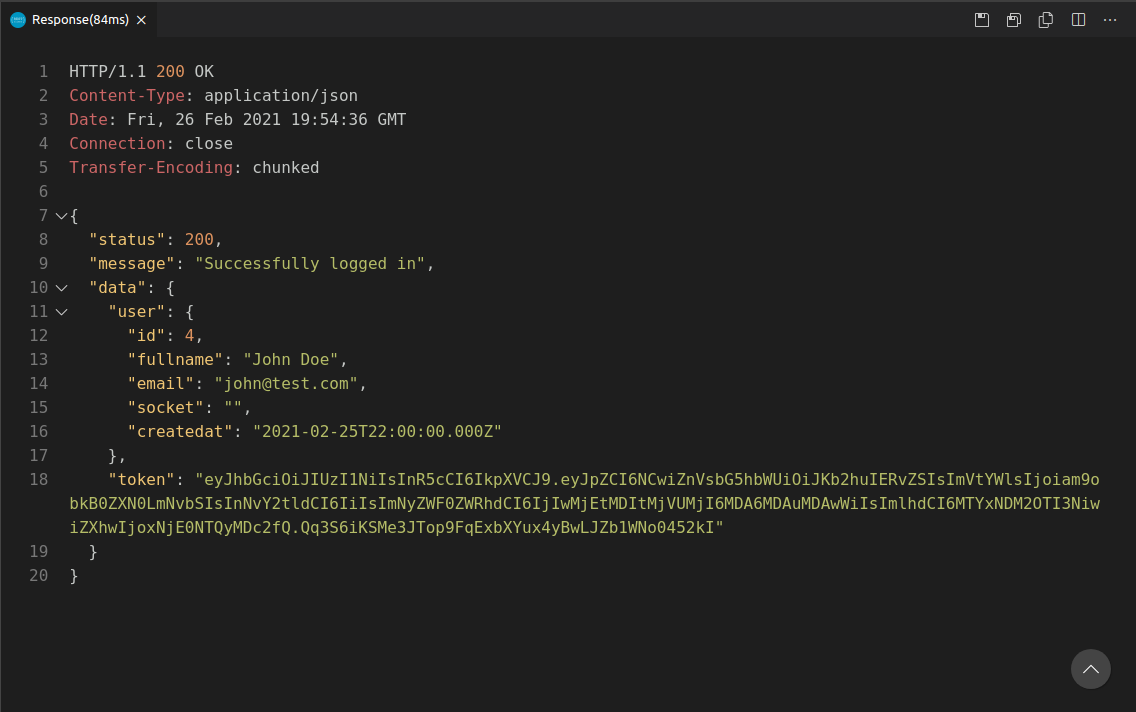 Response(84ms)
1 HTTP/1.1 200 OK
2 Content-Type: application/json
3 Date: Fri, 26 Feb 2021 19:54:36 GMT
4 Connection: close
5 Transfer-Encoding: chunked
6
7 {
8 "status": 200,
9 "message": "Successfully logged in",
10 "data": {
11 "user": {
12 "id": 4,
13 "fullname": "John Doe",
14 "email": "john@test.com",
15 "socket": "",
16 "createdat": "2021-02-25T22:00:00.000Z"
17 },
18 "token": "eyJhbGciOiJIUzI1NiIsInR5cCI6IkpXVCJ9.eyJpZCI6NCwiZnVsbG5hbWUiOiJKb2huIERvZSIsImVtYWlsIjoiam9o
bkB0ZXN0LmNvbSIsInNvY2tldCI6IiIsImNyZWF0ZWRhdCI6IjIwMjEtMDItMjVUMjI6MDA6MDAuMDAwWiIsImlhdCI6MTYxNDM2OTI3Niw
iZXhwIjoxNjE0NTQyMDc2fQ.Qq3S6iKSMe3JTop9FqExbXYux4yBwLJZb1WNo0452kI"
19 }
20 }